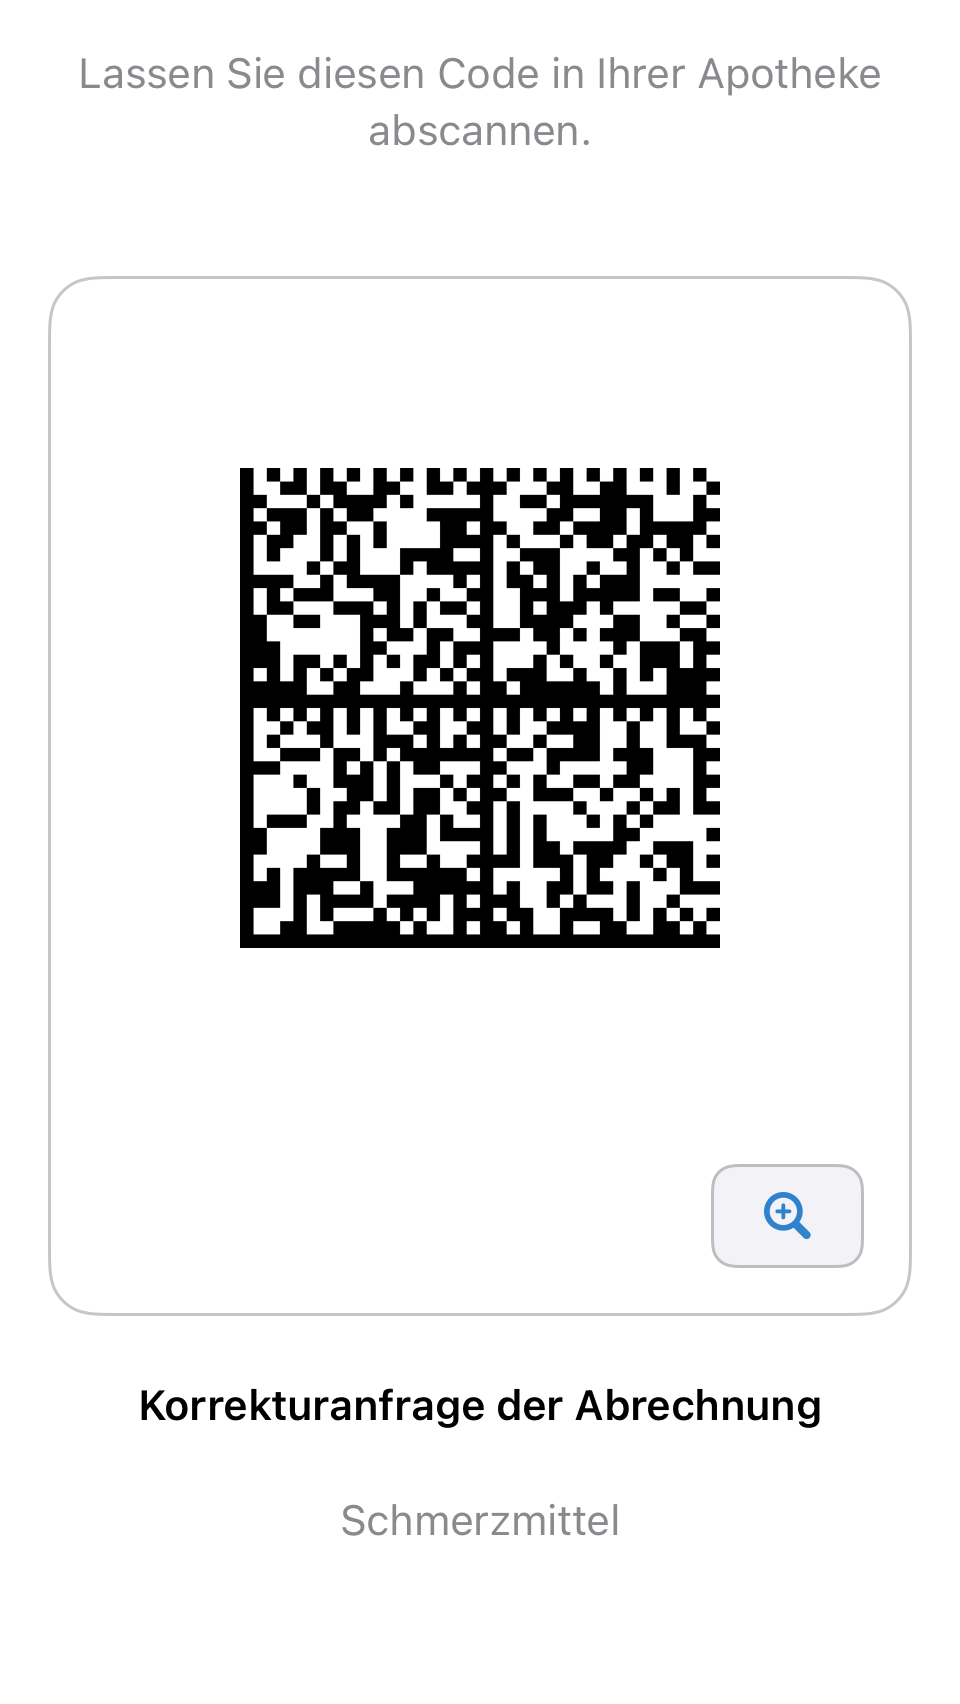 Lassen Sie diesen Code in Ihrer Apotheke
abscannen.
Korrekturanfrage der Abrechnung
Schmerzmittel